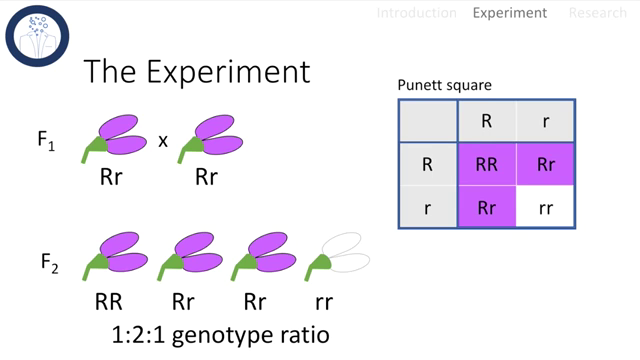 Introduction Experiment Research
The Experiment
Punett square
F1 x
Rr Rr
R r
R RR Rr
r Rr rr
F2
RR Rr Rr rr
1:2:1 genotype ratio